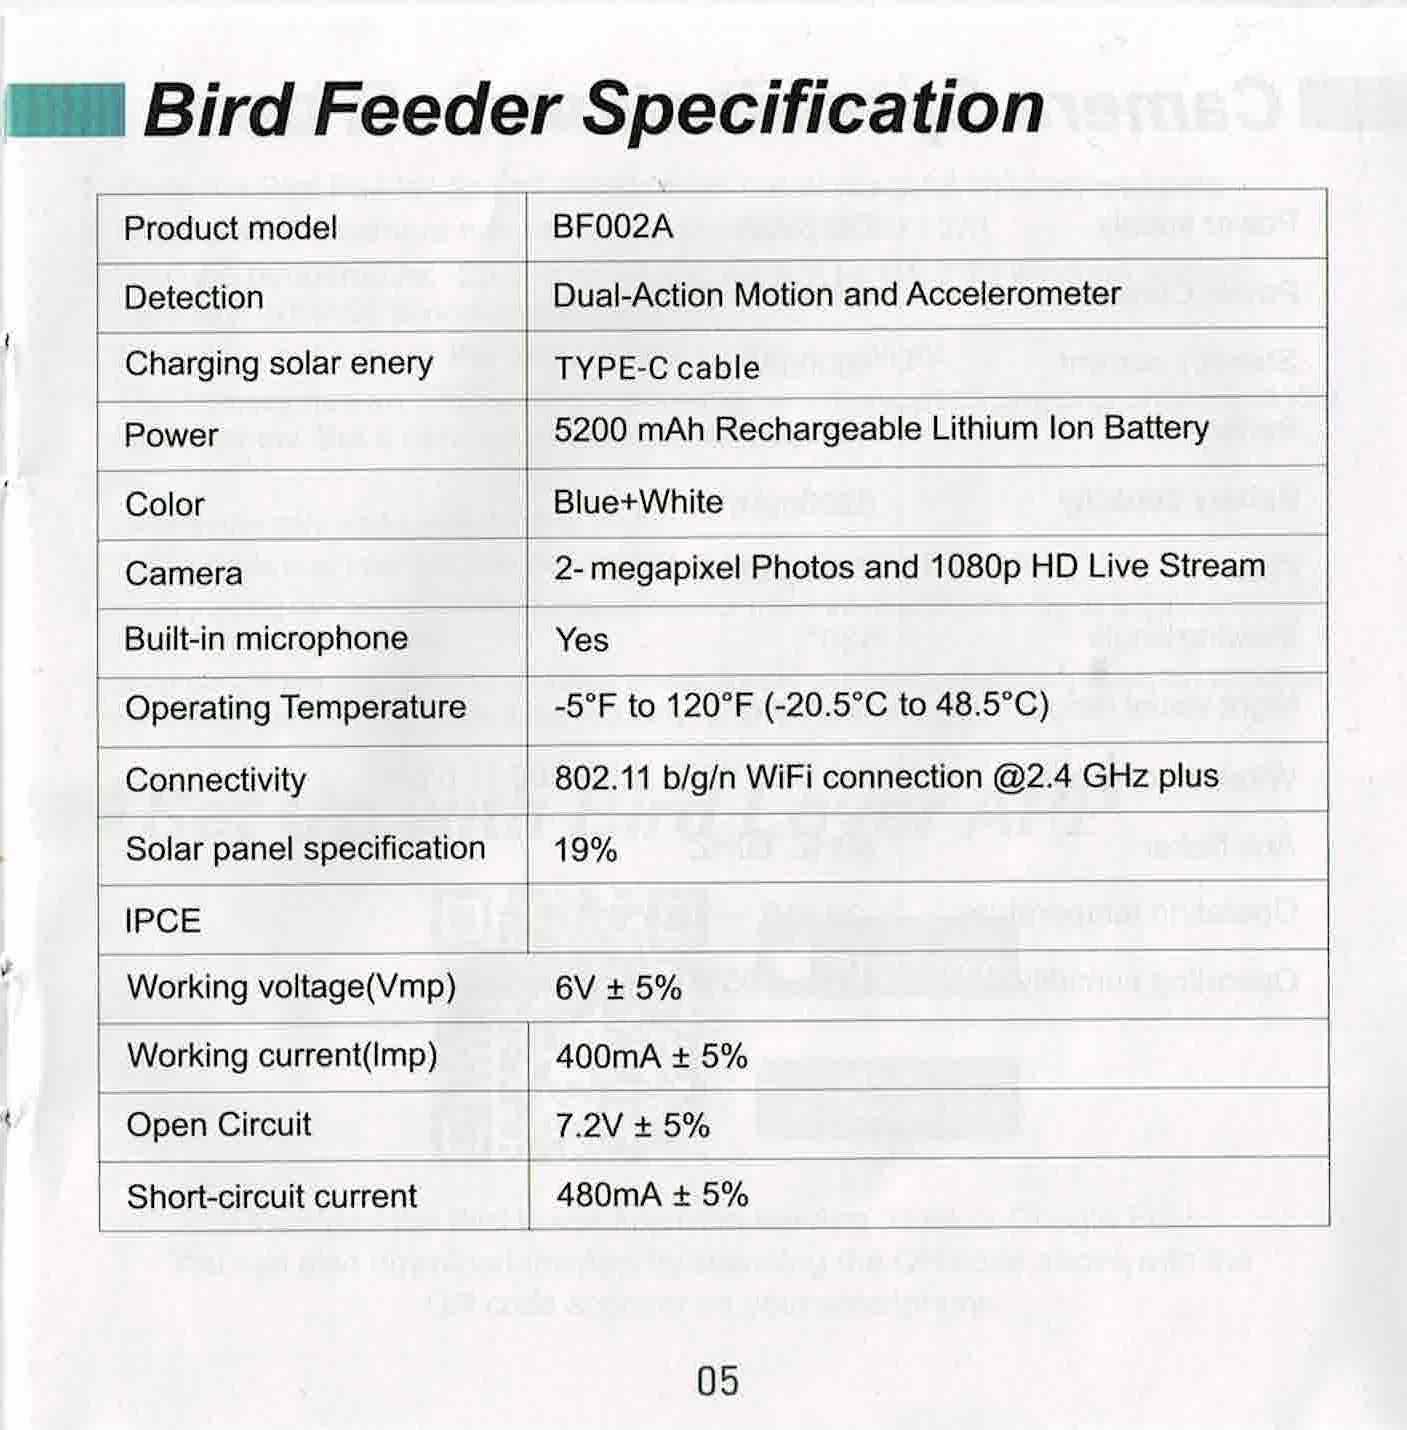 Bird Feeder Specification
Product model BF002A
Detection Dual-Action Motion and Accelerometer
Charging solar enery TYPE-C cable
Power 5200 mAh Rechargeable Lithium Ion Battery
Color Blue+White
Camera 2- megapixel Photos and 1080p HD Live Stream
Built-in microphone Yes
Operating Temperature -5°F to 120°F (-20.5°C to 48.5°C)
Connectivity 802.11 b/g/n WiFi connection @2.4 GHz plus
Solar panel specification 19%
IPCE
Working voltage(Vmp) 6V ± 5%
Working current(Imp) 400mA ± 5%
Open Circuit 7.2V ± 5%
Short-circuit current 480mA ± 5%
05